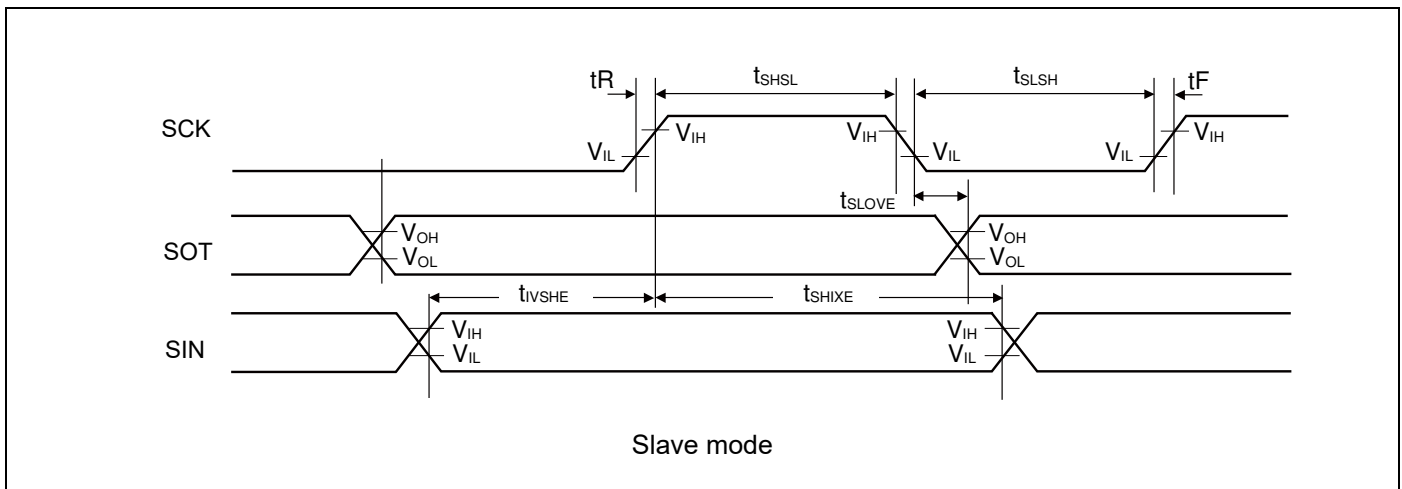 tR tSHSL tSLSH tF
SCK VIH VIH VIH
VIL VIL VIL
tSLOVE
SOT VOH VOH
VOL VOL
tIVSHE tSHIXE
SIN VIH VIH
VIL VIL
Slave mode